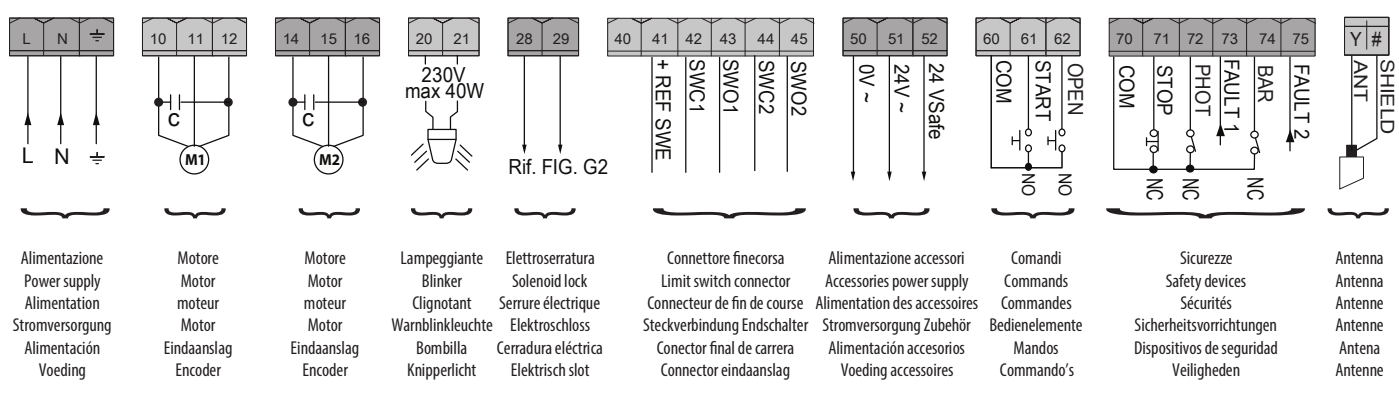 L N ⏚ 10 11 12 14 15 16 20 21 28 29 40 41 42 43 44 45 50 51 52 60 61 62 70 71 72 73 74 75 Y #
230V
max 40W
+ REF SWE
SWC1
SWO1
SWC2
SWO2
0V ~
24V ~
24 VSafe
COM
START
OPEN
COM
STOP
PHOT
FAULT 1
BAR
FAULT 2
ANT
SHIELD
C
C
L N ⏚
M1
M2
Rif. FIG. G2
NO
NO
NC
NC
NC
Alimentazione
Power supply
Alimentation
Stromversorgung
Alimentación
Voeding
Motore
Motor
moteur
Motor
Eindaanslag
Encoder
Motore
Motor
moteur
Motor
Eindaanslag
Encoder
Lampeggiante
Blinker
Clignotant
Warnblinkleuchte
Bombilla
Knipperlicht
Elettroserratura
Solenoid lock
Serrure électrique
Elektroschloss
Cerradura eléctrica
Elektrisch slot
Connettore finecorsa
Limit switch connector
Connecteur de fin de course
Steckverbindung Endschalter
Conector final de carrera
Connector eindaanslag
Alimentazione accessori
Accessories power supply
Alimentation des accessoires
Stromversorgung Zubehör
Alimentación accesorios
Voeding accessoires
Comandi
Commands
Commandes
Bedienelemente
Mandos
Commando’s
Sicurezze
Safety devices
Sécurités
Sicherheitsvorrichtungen
Dispositivos de seguridad
Veiligheden
Antenna
Antenna
Antenne
Antenne
Antena
Antenne